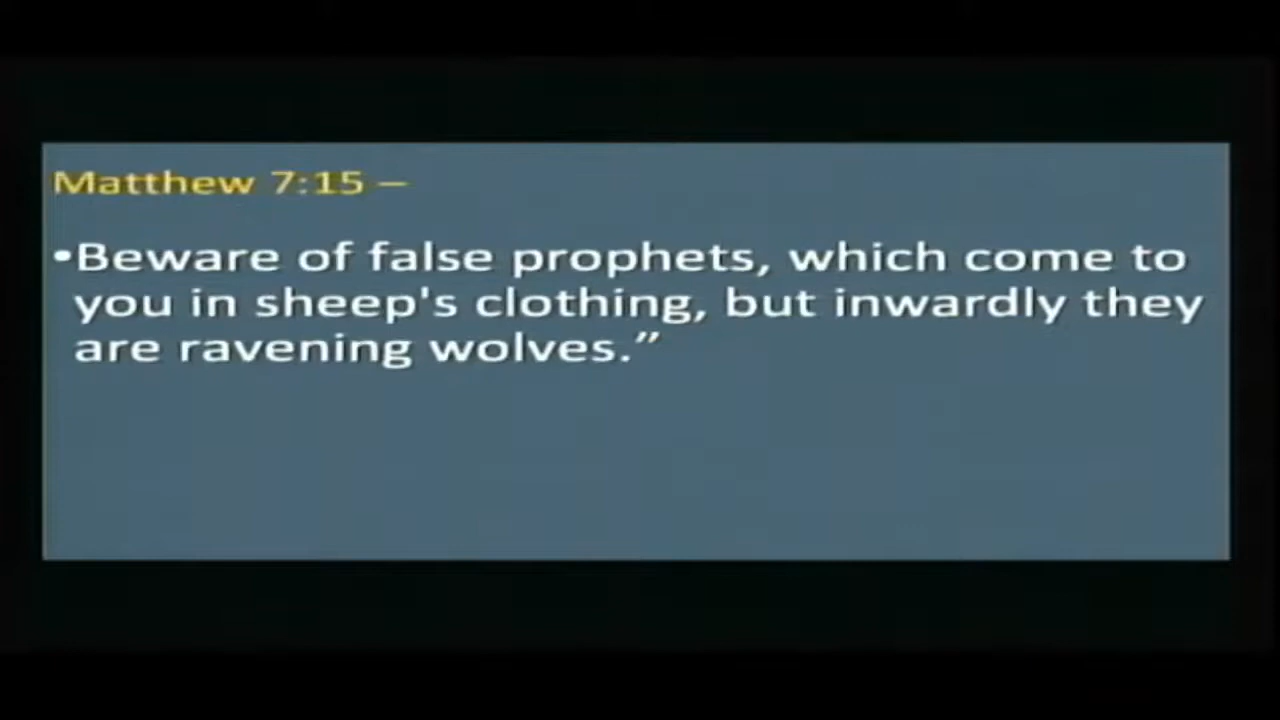 Matthew 7:15 –
•Beware of false prophets, which come to
you in sheep's clothing, but inwardly they
are ravening wolves.”